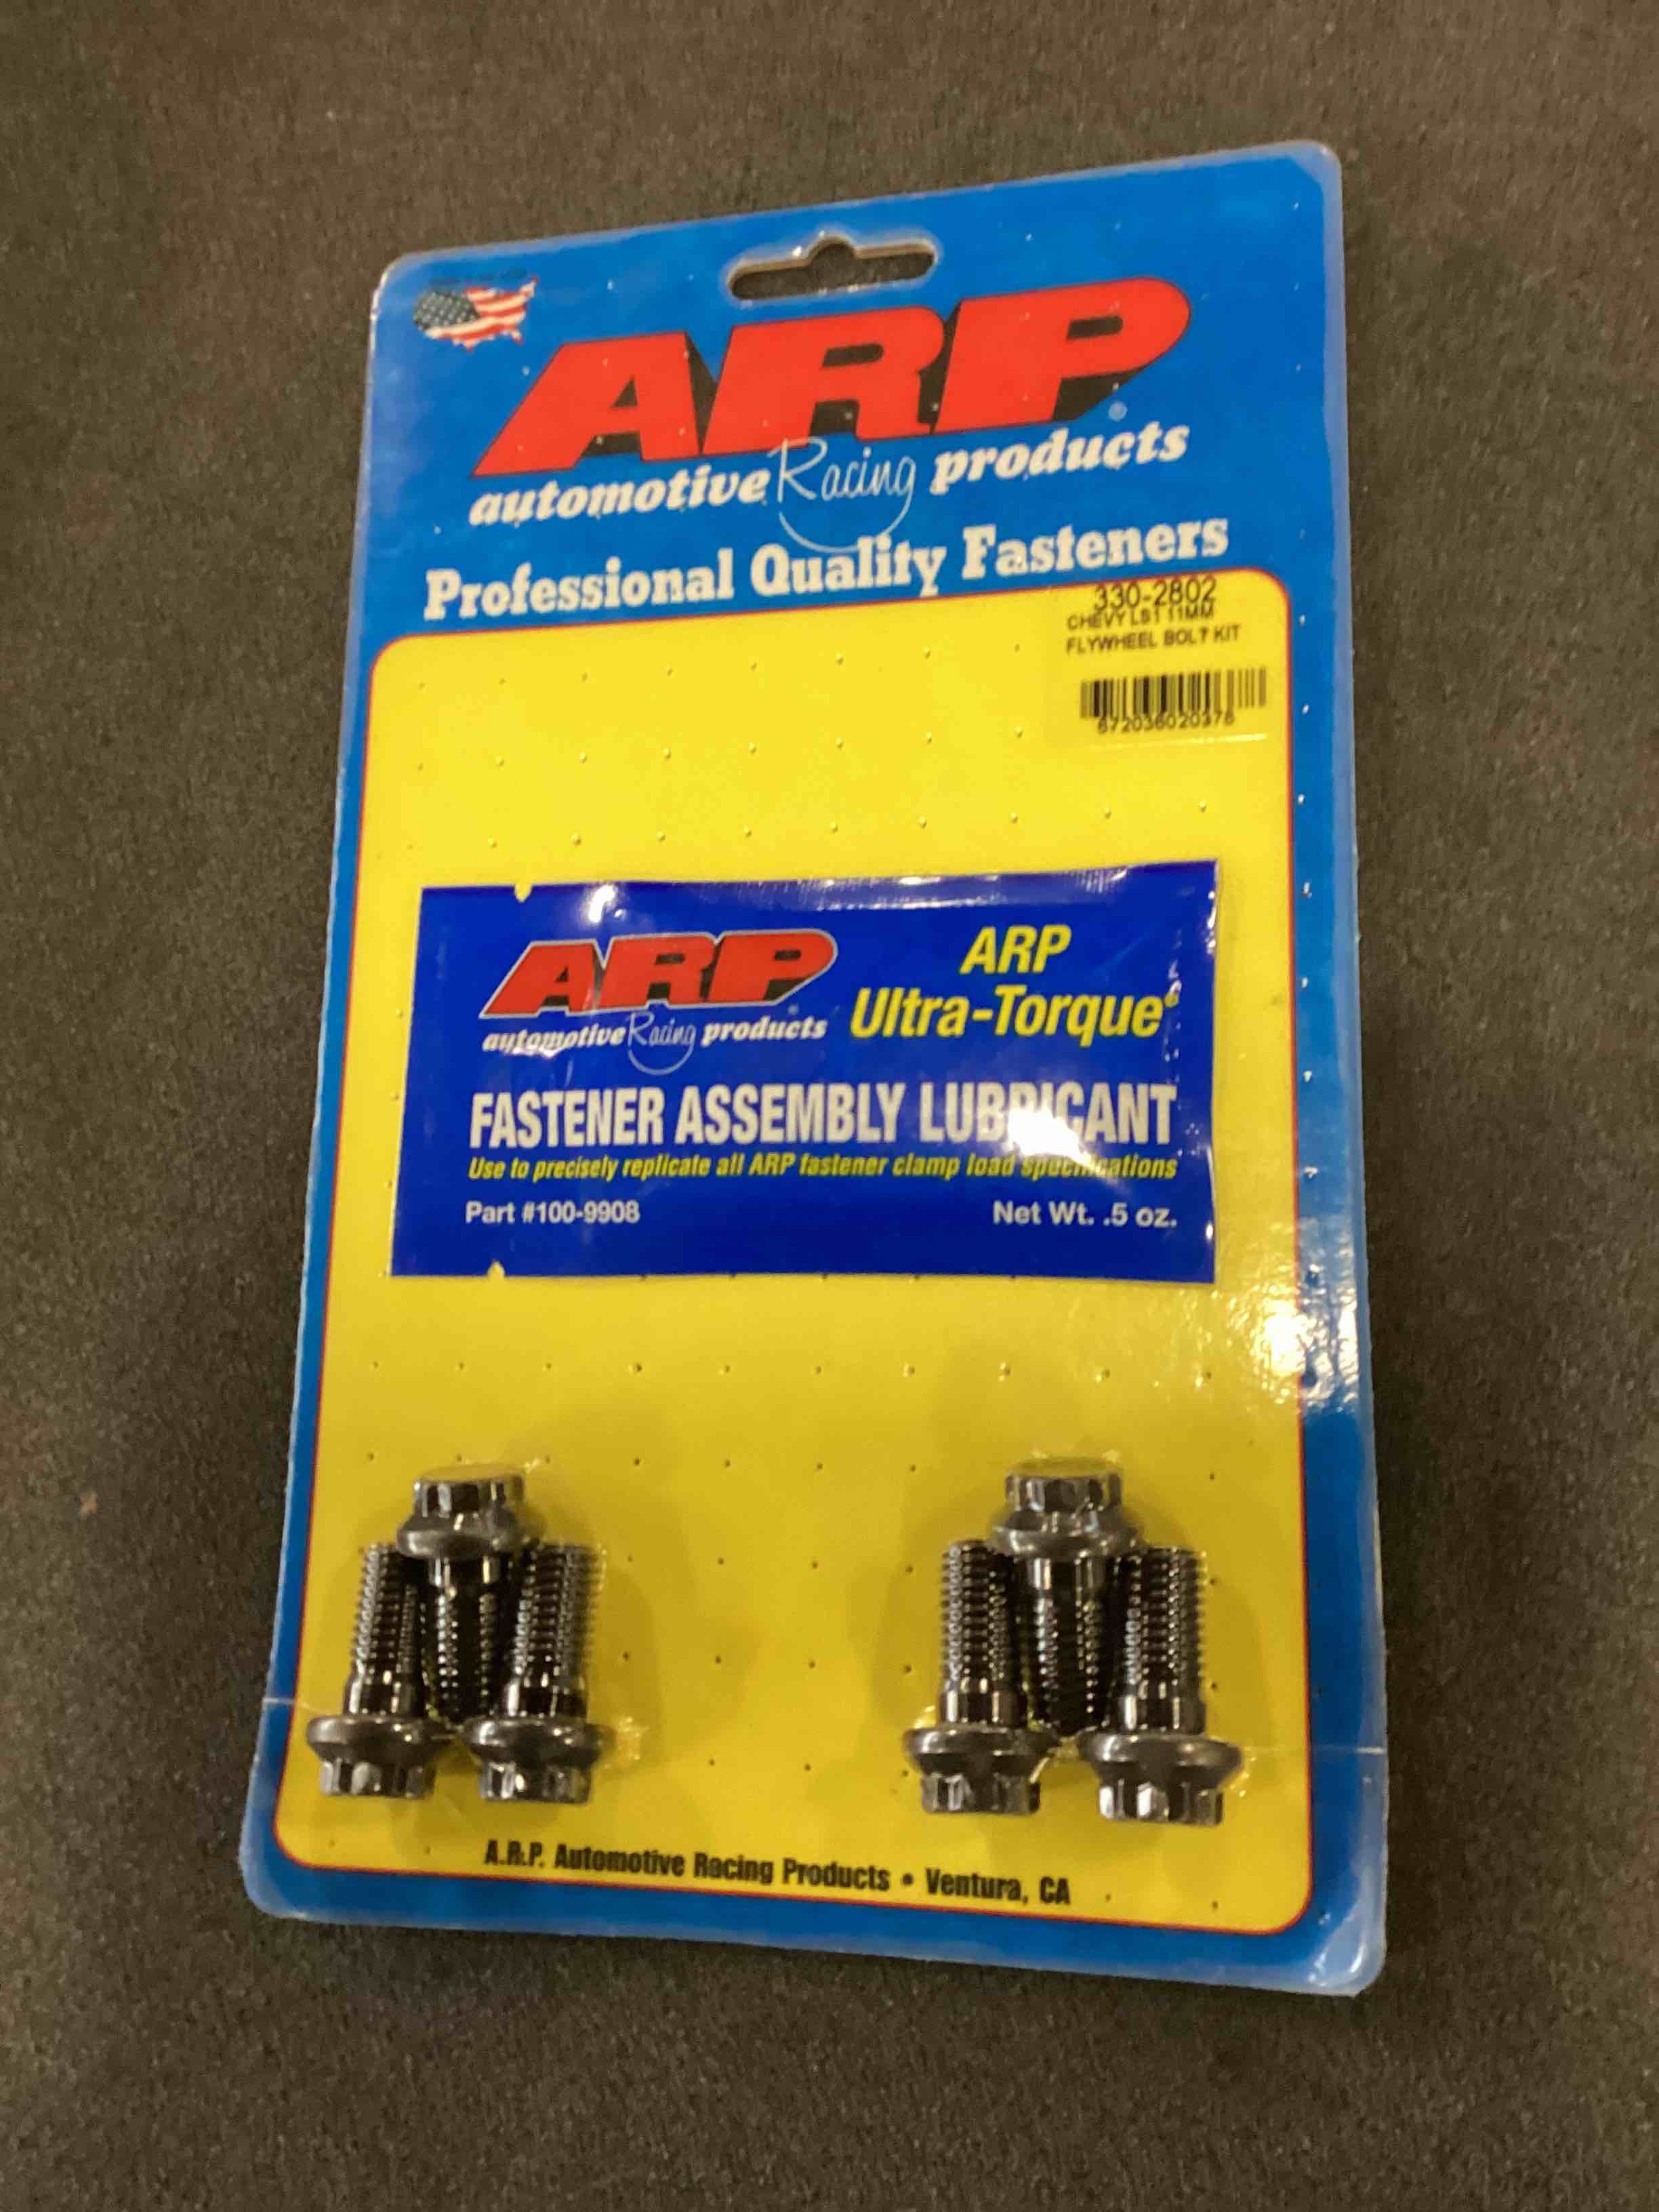 ARP
automotive Racing products
Professional Quality Fasteners
330-2802
CHEVY LS1 11MM
FLYWHEEL BOLT KIT
672036020378
ARP
automotive Racing products
ARP
Ultra-Torque®
FASTENER ASSEMBLY LUBRICANT
Use to precisely replicate all ARP fastener clamp load specifications
Part #100-9908
Net Wt. .5 oz.
A.R.P. Automotive Racing Products • Ventura, CA